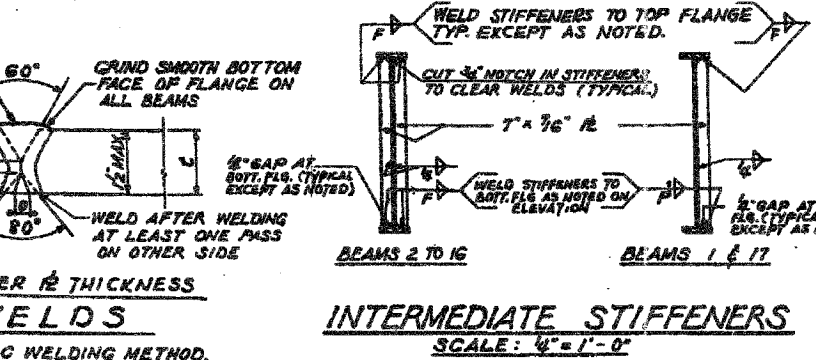 60°
GRIND SMOOTH BOTTOM
FACE OF FLANGE ON
ALL BEAMS
MAX.
80°
WELD AFTER WELDING
AT LEAST ONE PASS
ON OTHER SIDE
THICKNESS
ELDS
WELDING METHOD.
WELD STIFFENERS TO TOP FLANGE
TYP. EXCEPT AS NOTED.
F
F
CUT 3/4" NOTCH IN STIFFENERS
TO CLEAR WELDS (TYPICAL)
7" x 7/16" PL
GAP AT
BOTT. FLG. (TYPICAL
EXCEPT AS NOTED)
1/4
1/4
F
WELD STIFFENERS TO
BOTT. FLG AS NOTED ON
ELEVATION
F
GAP AT
FLG. (TYPICA
EXCEPT AS
BEAMS 2 TO 16
BEAMS 1 & 17
INTERMEDIATE STIFFENERS
SCALE: 1/4" = 1'-0"